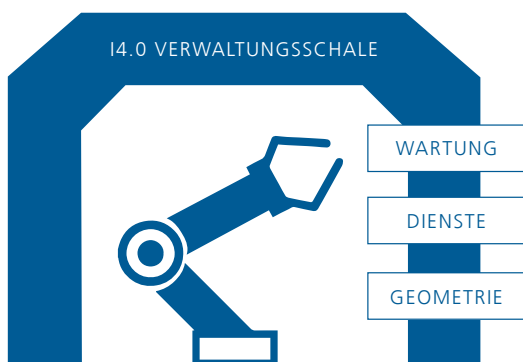 I4.0 VERWALTUNGSSCHALE
WARTUNG
DIENSTE
GEOMETRIE